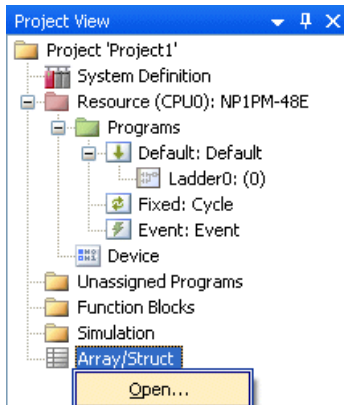 Project View
Project 'Project1'
System Definition
Resource (CPU0): NP1PM-48E
Programs
Default: Default
Ladder0: (0)
Fixed: Cycle
Event: Event
Device
Unassigned Programs
Function Blocks
Simulation
Array/Struct
Open...